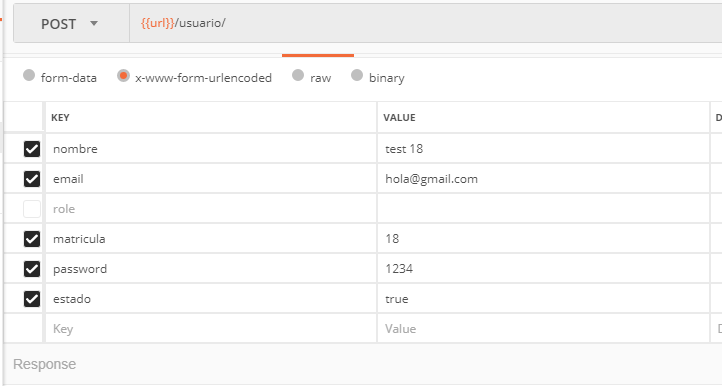 POST {{url}}/usuario/
form-data x-www-form-urlencoded raw binary
KEY VALUE D
nombre test 18
email hola@gmail.com
role
matricula 18
password 1234
estado true
Key Value D
Response